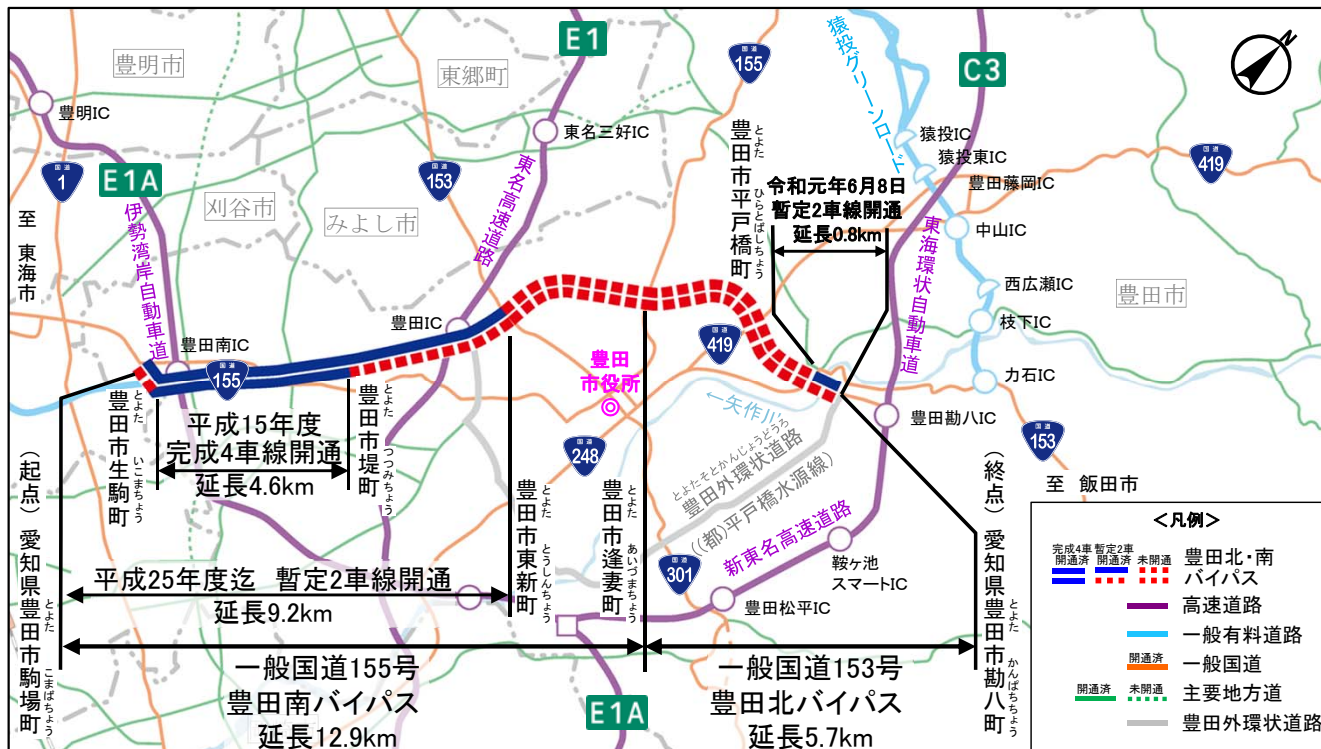 豊明市
東郷町
E1
国道
155
猿投グリーンロード
C3
N
豊明IC
東名三好IC
猿投IC
猿投東IC
豊田藤岡IC
国道
419
国道
1
E1A
国道
153
東名高速道路
とよた ひらとばしちょう
豊田市平戸橋町
令和元年6月8日
暫定2車線開通
延長0.8km
中山IC
至 東海市
刈谷市
みよし市
伊勢湾岸自動車道
東海環状自動車道
西広瀬IC
豊田市
枝下IC
豊田IC
豊田南IC
国道
155
国道
419
豊田
市役所
力石IC
←矢作川
豊田勘八IC
国道
153
至 飯田市
とよた いこまちょう
豊田市生駒町
平成15年度
完成4車線開通
延長4.6km
とよた つつみちょう
豊田市堤町
国道
248
とよたそとかんじょうどうろ
豊田外環状道路
((都)平戸橋水源線)
新東名高速道路
鞍ヶ池
スマートIC
国道
301
豊田松平IC
(起点)愛知県豊田市駒場町
とよた こまばちょう
平成25年度迄 暫定2車線開通
延長9.2km
とよた とうしんちょう
豊田市東新町
とよた あいづまちょう
豊田市逢妻町
(終点)愛知県豊田市勘八町
とよた かんぱちちょう
一般国道155号
豊田南バイパス
延長12.9km
E1A
一般国道153号
豊田北バイパス
延長5.7km
<凡例>
完成4車 暫定2車
開通済 開通済 未開通
豊田北・南
バイパス
高速道路
一般有料道路
開通済
一般国道
開通済 未開通
主要地方道
豊田外環状道路